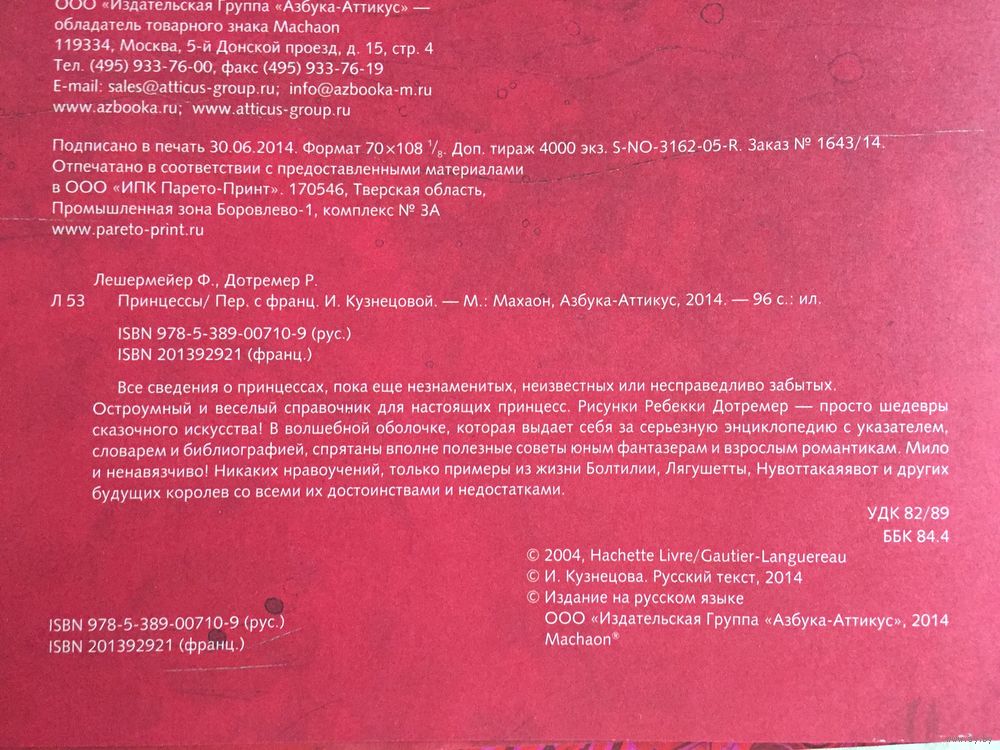 ООО «Издательская Группа «Азбука-Аттикус» —
обладатель товарного знака Machaon
119334, Москва, 5-й Донской проезд, д. 15, стр. 4
Тел. (495) 933-76-00, факс (495) 933-76-19
E-mail: sales@atticus-group.ru; info@azbooka-m.ru
www.azbooka.ru; www.atticus-group.ru
Подписано в печать 30.06.2014. Формат 70×108 1/8. Доп. тираж 4000 экз. S-NO-3162-05-R. Заказ № 1643/14.
Отпечатано в соответствии с предоставленными материалами
в ООО «ИПК Парето-Принт». 170546, Тверская область,
Промышленная зона Боровлево-1, комплекс № 3А
www.pareto-print.ru
Лешермейер Ф., Дотремер Р.
Л 53 Принцессы/ Пер. с франц. И. Кузнецовой. — М.: Махаон, Азбука-Аттикус, 2014. — 96 с.: ил.
ISBN 978-5-389-00710-9 (рус.)
ISBN 201392921 (франц.)
Все сведения о принцессах, пока еще незнаменитых, неизвестных или несправедливо забытых.
Остроумный и веселый справочник для настоящих принцесс. Рисунки Ребекки Дотремер — просто шедевры
сказочного искусства! В волшебной оболочке, которая выдает себя за серьезную энциклопедию с указателем,
словарем и библиографией, спрятаны вполне полезные советы юным фантазерам и взрослым романтикам. Мило
и ненавязчиво! Никаких нравоучений, только примеры из жизни Болтилии, Лягушетты, Нувоттакаяявот и других
будущих королев со всеми их достоинствами и недостатками.
УДК 82/89
ББК 84.4
© 2004, Hachette Livre/Gautier-Languereau
© И. Кузнецова. Русский текст, 2014
© Издание на русском языке
ООО «Издательская Группа «Азбука-Аттикус», 2014
Machaon®
ISBN 978-5-389-00710-9 (рус.)
ISBN 201392921 (франц.)